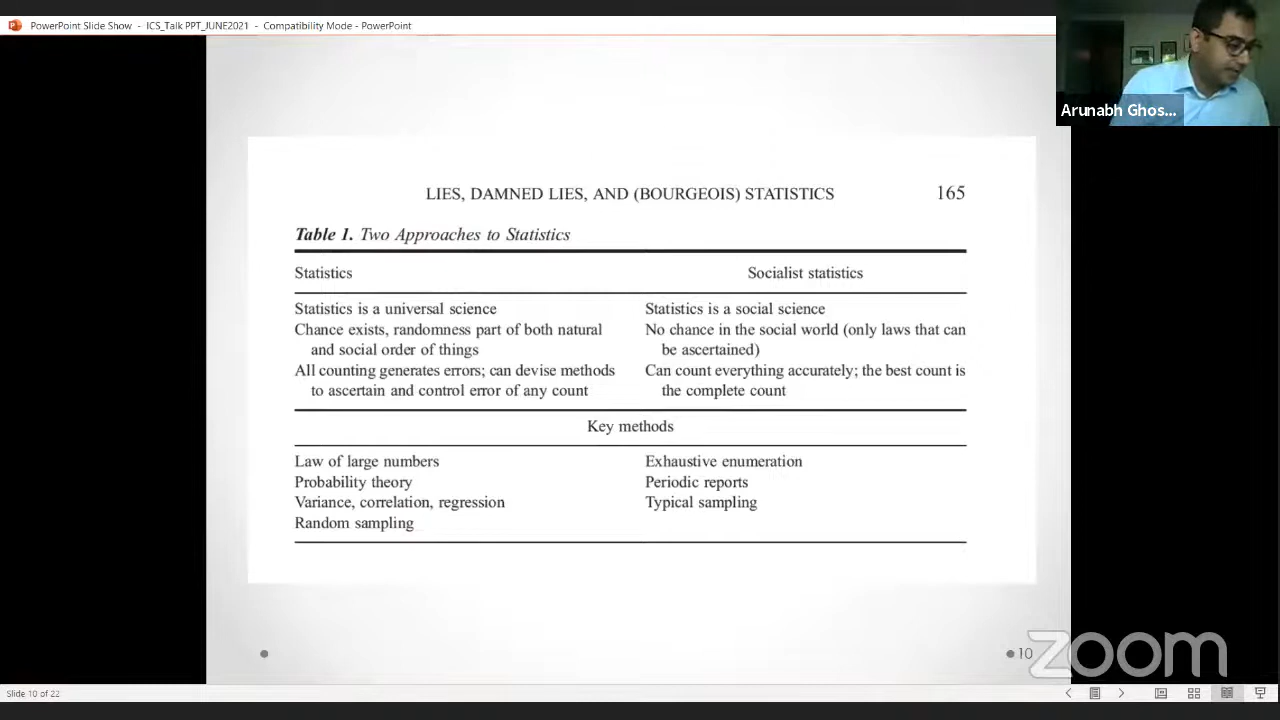 PowerPoint Slide Show - ICS_Talk PPT_JUNE2021 - Compatibility Mode - PowerPoint
Arunabh Ghos...
LIES, DAMNED LIES, AND (BOURGEOIS) STATISTICS 165
Table 1. Two Approaches to Statistics
Statistics Socialist statistics
Statistics is a universal science Statistics is a social science
Chance exists, randomness part of both natural No chance in the social world (only laws that can
and social order of things be ascertained)
All counting generates errors; can devise methods Can count everything accurately; the best count is
to ascertain and control error of any count the complete count
Key methods
Law of large numbers Exhaustive enumeration
Probability theory Periodic reports
Variance, correlation, regression Typical sampling
Random sampling
10
zoom
Slide 10 of 22